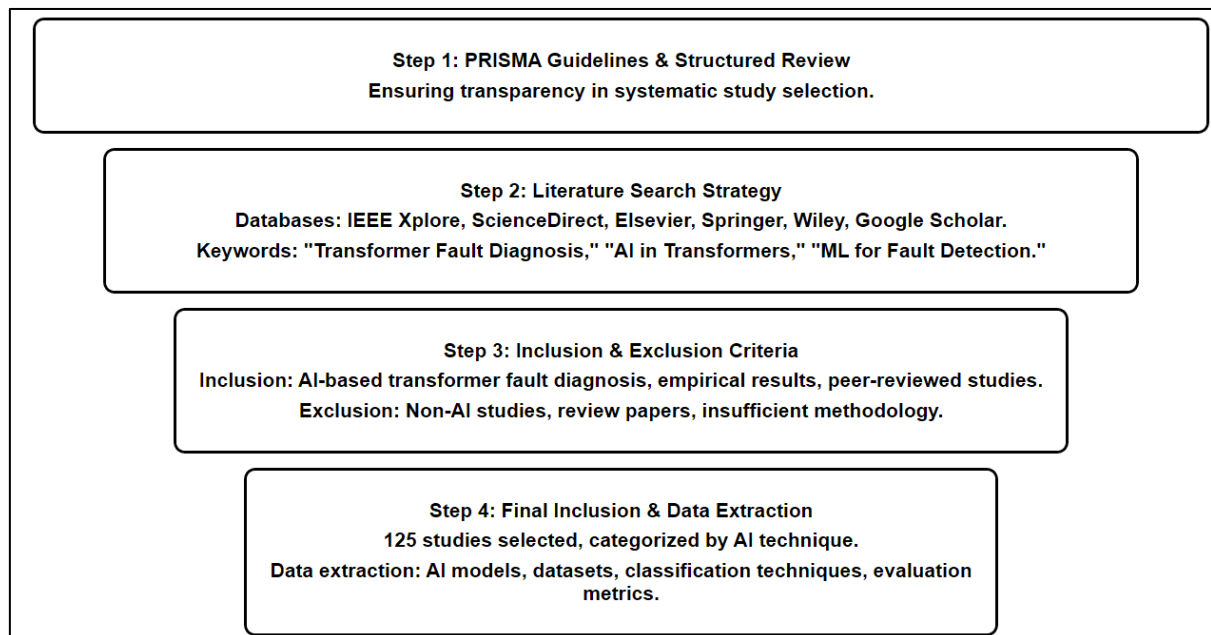 Step 1: PRISMA Guidelines & Structured Review
Ensuring transparency in systematic study selection.
Step 2: Literature Search Strategy
Databases: IEEE Xplore, ScienceDirect, Elsevier, Springer, Wiley, Google Scholar.
Keywords: "Transformer Fault Diagnosis," "AI in Transformers," "ML for Fault Detection."
Step 3: Inclusion & Exclusion Criteria
Inclusion: AI-based transformer fault diagnosis, empirical results, peer-reviewed studies.
Exclusion: Non-AI studies, review papers, insufficient methodology.
Step 4: Final Inclusion & Data Extraction
125 studies selected, categorized by AI technique.
Data extraction: AI models, datasets, classification techniques, evaluation
metrics.